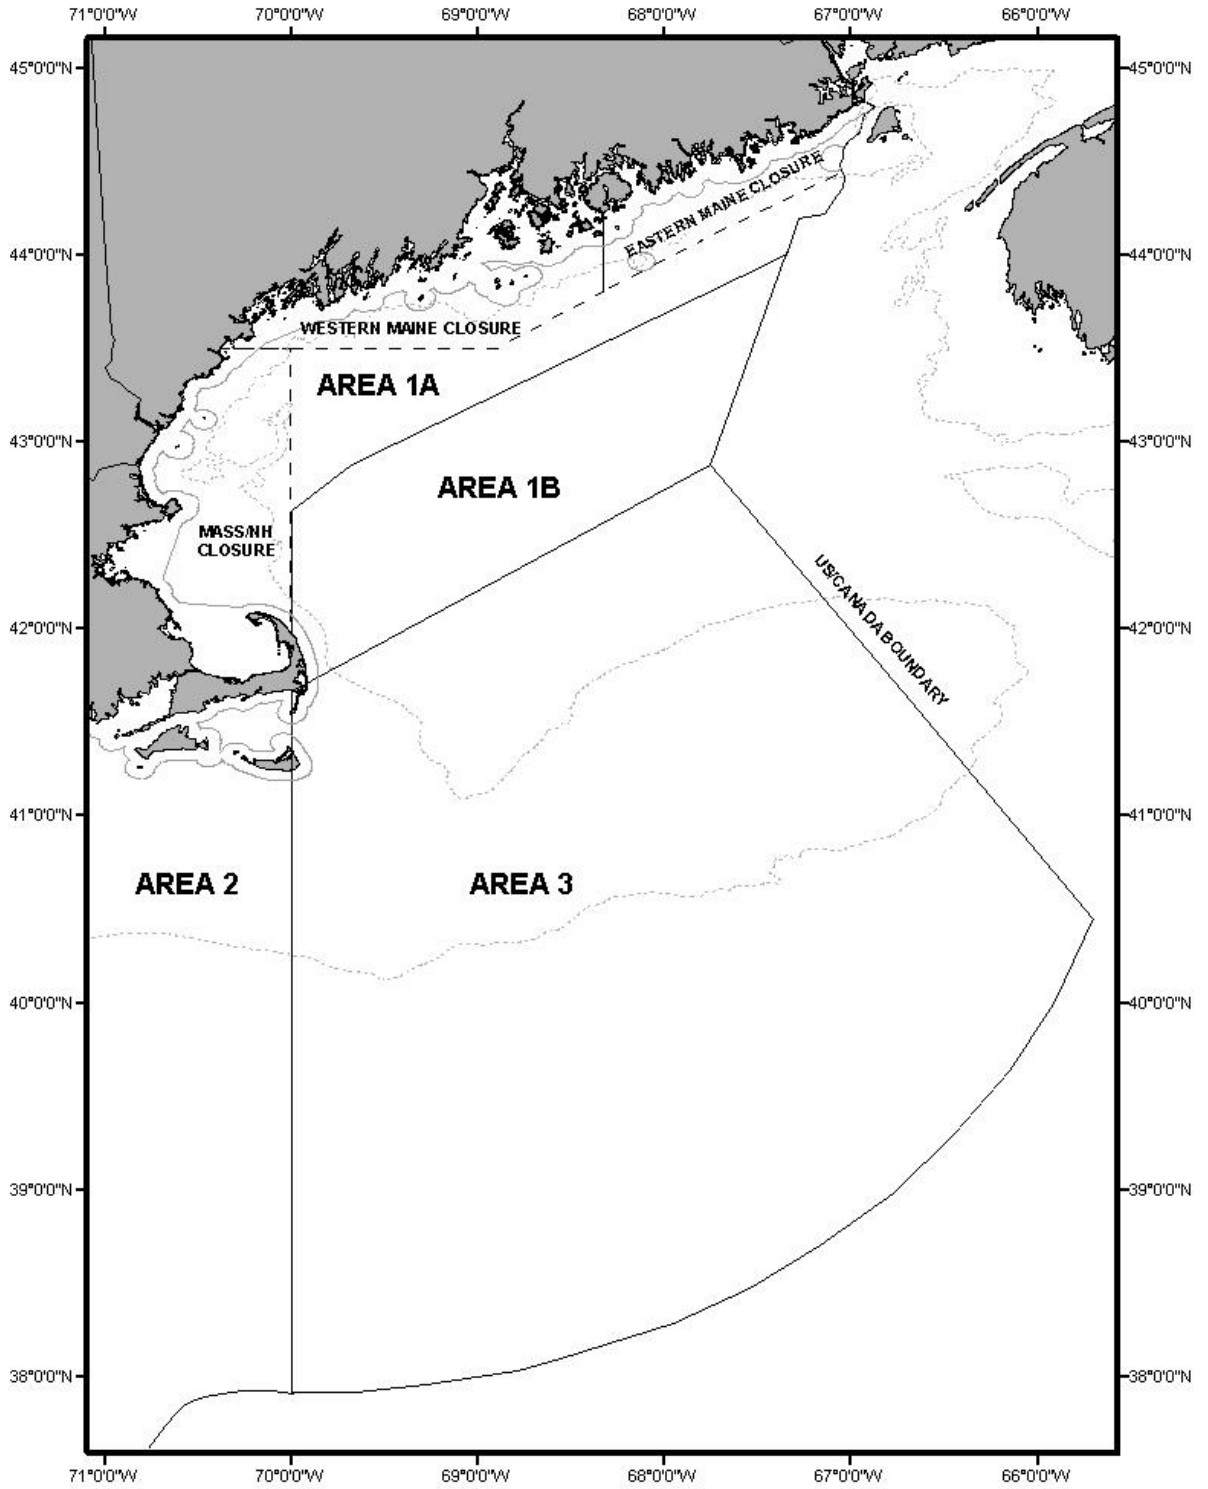 71°0'0"W 70°0'0"W 69°0'0"W 68°0'0"W 67°0'0"W 66°0'0"W
45°0'0"N 45°0'0"N
EASTERN MAINE CLOSURE
44°0'0"N 44°0'0"N
WESTERN MAINE CLOSURE
AREA 1A
43°0'0"N 43°0'0"N
AREA 1B
MASS/NH
CLOSURE
US/CANADA BOUNDARY
42°0'0"N 42°0'0"N
41°0'0"N 41°0'0"N
AREA 2 AREA 3
40°0'0"N 40°0'0"N
39°0'0"N 39°0'0"N
38°0'0"N 38°0'0"N
71°0'0"W 70°0'0"W 69°0'0"W 68°0'0"W 67°0'0"W 66°0'0"W